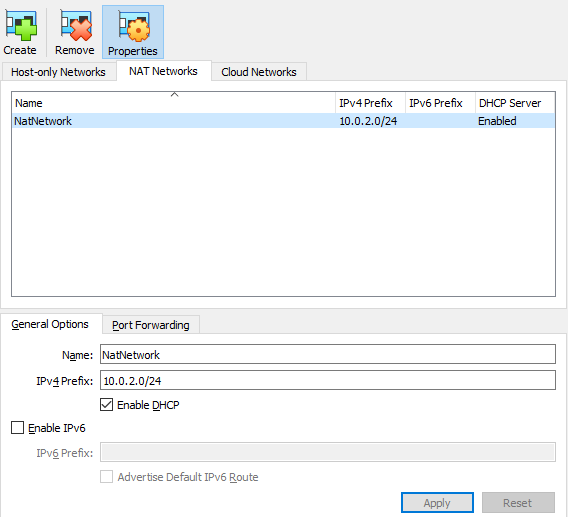 Create Remove Properties
Host-only Networks NAT Networks Cloud Networks
Name IPv4 Prefix IPv6 Prefix DHCP Server
NatNetwork 10.0.2.0/24 Enabled
General Options Port Forwarding
Name: NatNetwork
IPv4 Prefix: 10.0.2.0/24
Enable DHCP
Enable IPv6
IPv6 Prefix:
Advertise Default IPv6 Route
Apply Reset